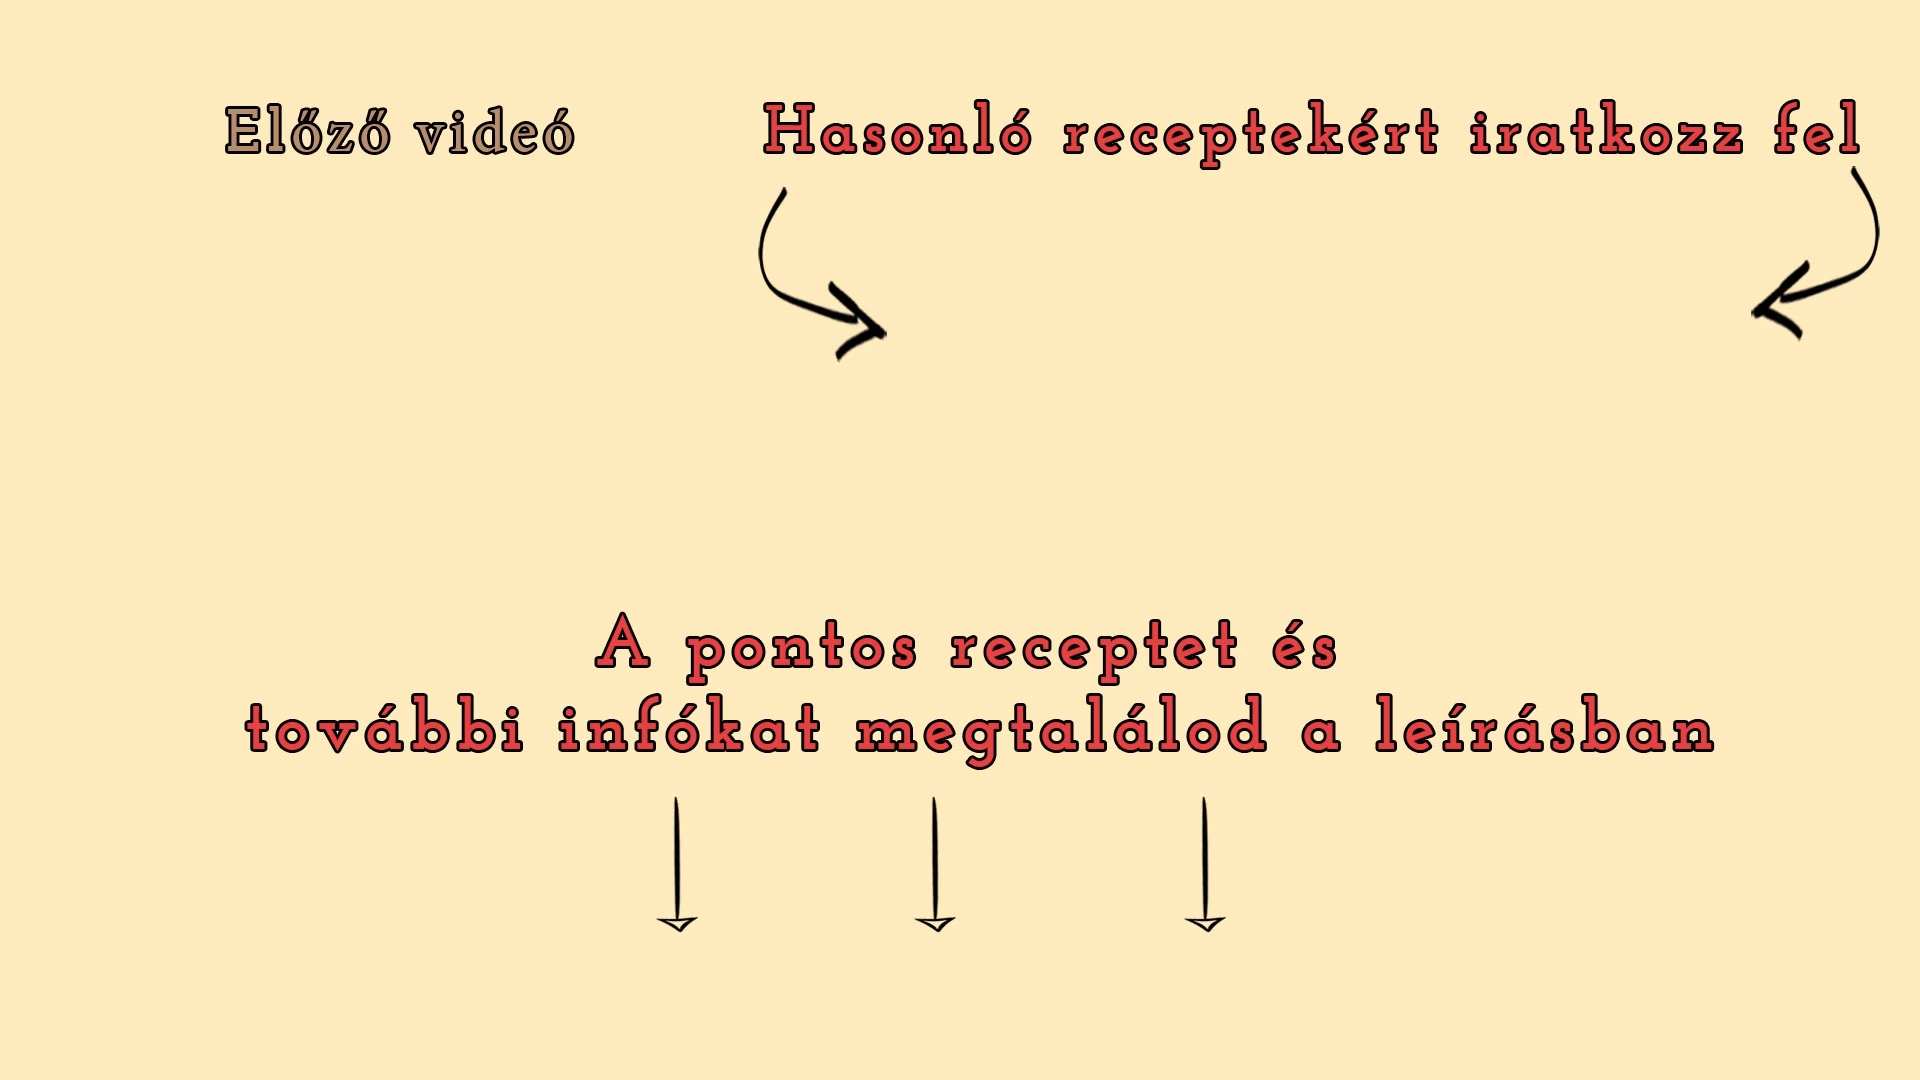 Előző videó
Hasonló receptekért iratkozz fel
A pontos receptet és
további infókat megtalálod a leírásban